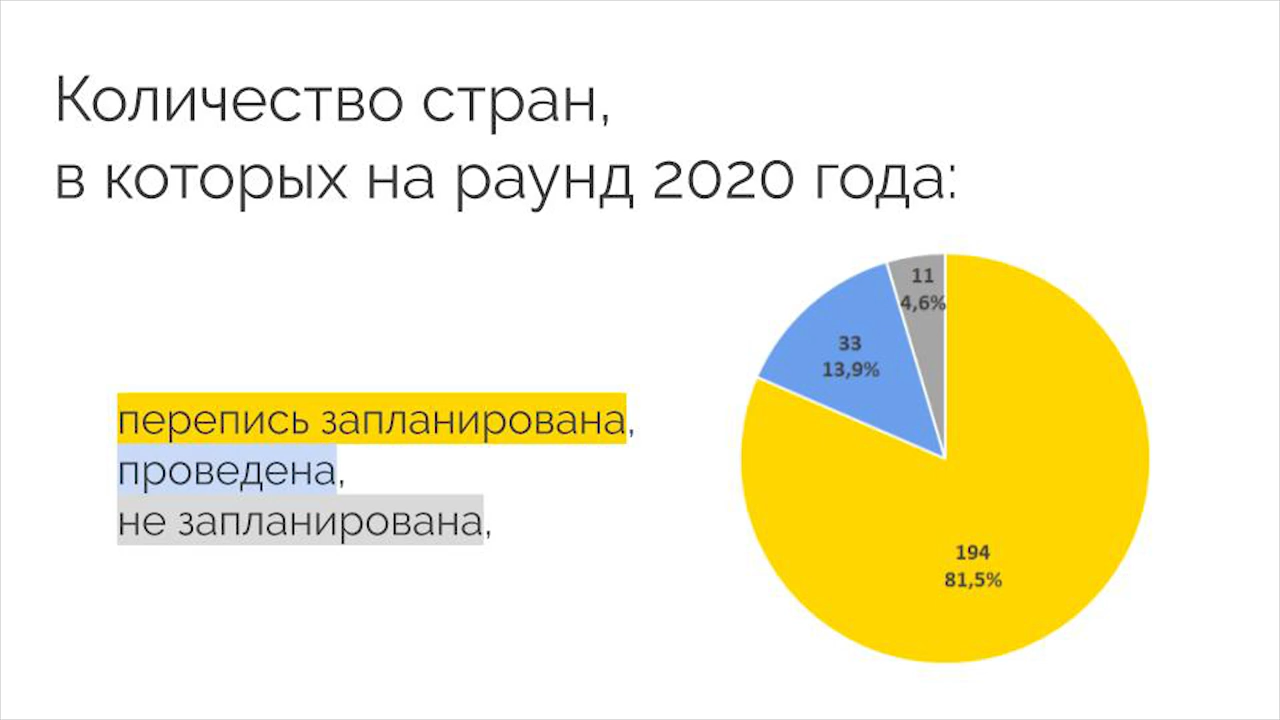 Количество стран,
в которых на раунд 2020 года:
перепись запланирована,
проведена,
не запланирована,
11
4,6%
33
13,9%
194
81,5%